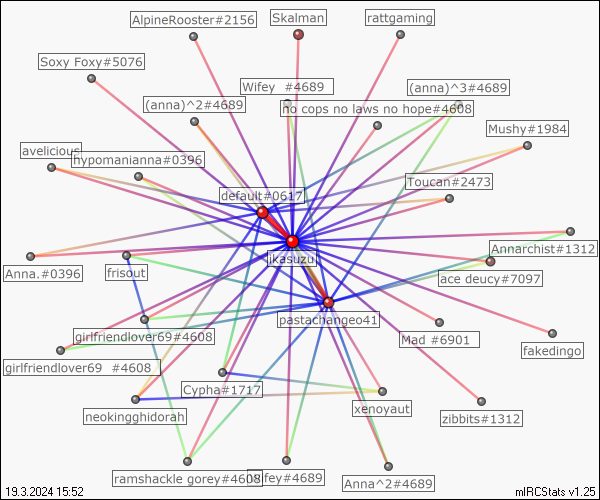 AlpineRooster#2156
Skalman
rattgaming
Soxy Foxy#5076
Wifey #4689
(anna)^3#4689
(anna)^2#4689
no cops no laws no hope#4608
Mushy#1984
avelicious
hypomanianna#0396
Toucan#2473
default#0617
Annarchist#1312
jkasuzu
Anna.#0396
frisout
ace deucy#7097
pastachangeo41
girlfriendlover69#4608
Mad #6901
fakedingo
girlfriendlover69 #4608
Cypha#1717
xenoyaut
neokingghidorah
zibbits#1312
ramshackle gorey#4608
Wifey#4689
Anna^2#4689
19.3.2024 15:52
mIRCStats v1.25